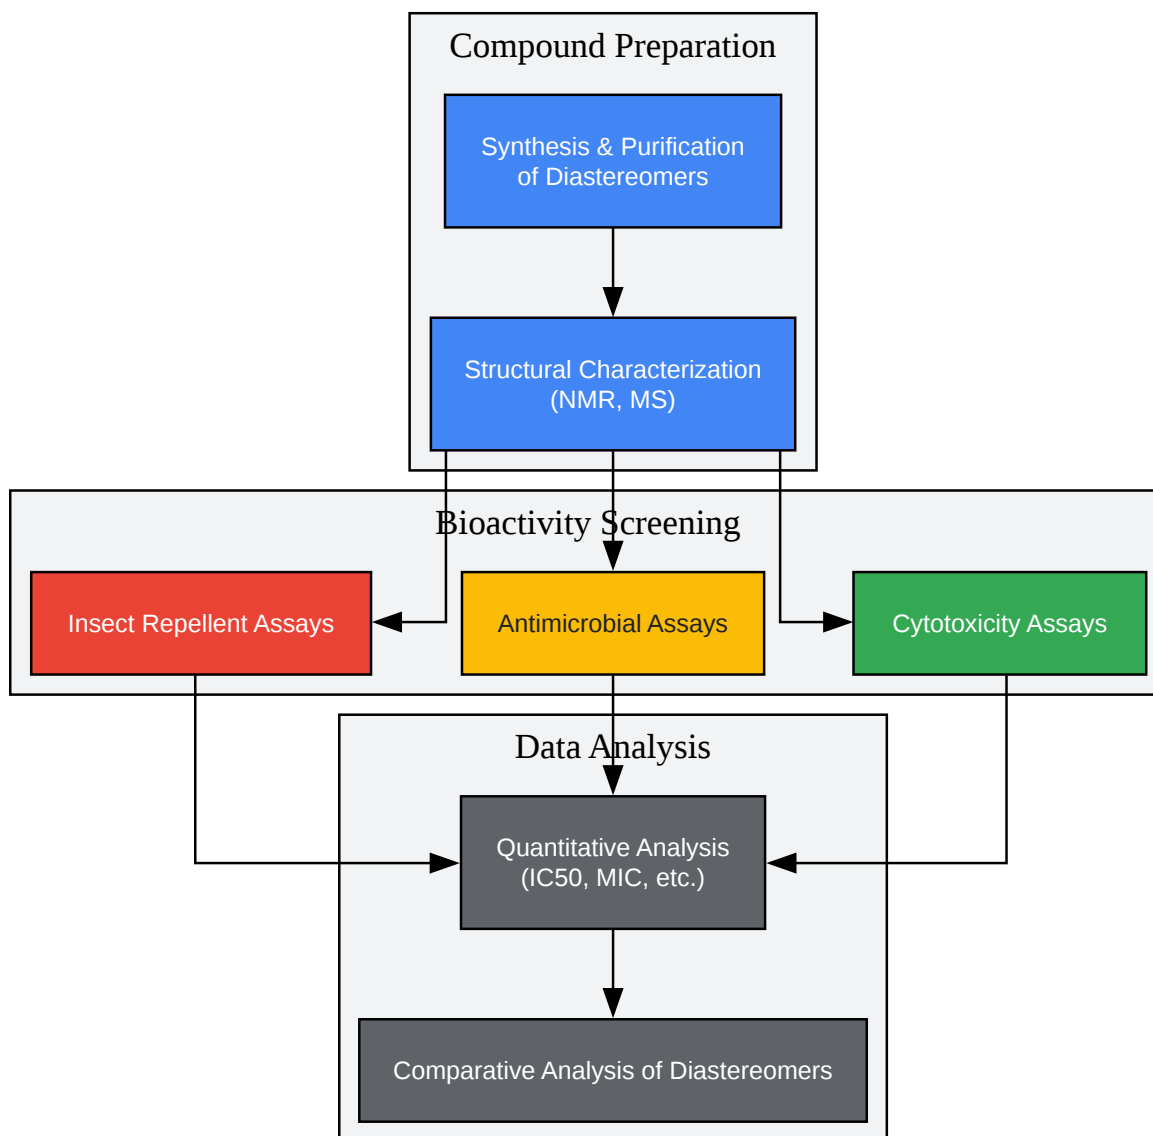 Compound Preparation
Synthesis & Purification
of Diastereomers
Structural Characterization
(NMR, MS)
Bioactivity Screening
Insect Repellent Assays
Antimicrobial Assays
Cytotoxicity Assays
Data Analysis
Quantitative Analysis
(IC50, MIC, etc.)
Comparative Analysis of Diastereomers